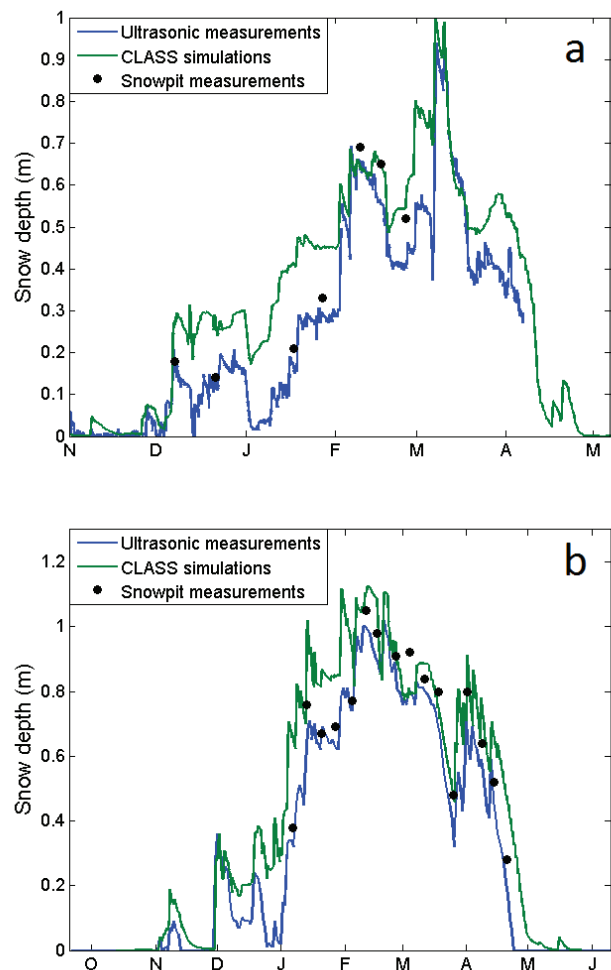 Ultrasonic measurements
CLASS simulations
Snowpit measurements
a
Snow depth (m)
1
0.9
0.8
0.7
0.6
0.5
0.4
0.3
0.2
0.1
0
N D J F M A M
Ultrasonic measurements
CLASS simulations
Snowpit measurements
b
Snow depth (m)
1.2
1
0.8
0.6
0.4
0.2
0
O N D J F M A M J